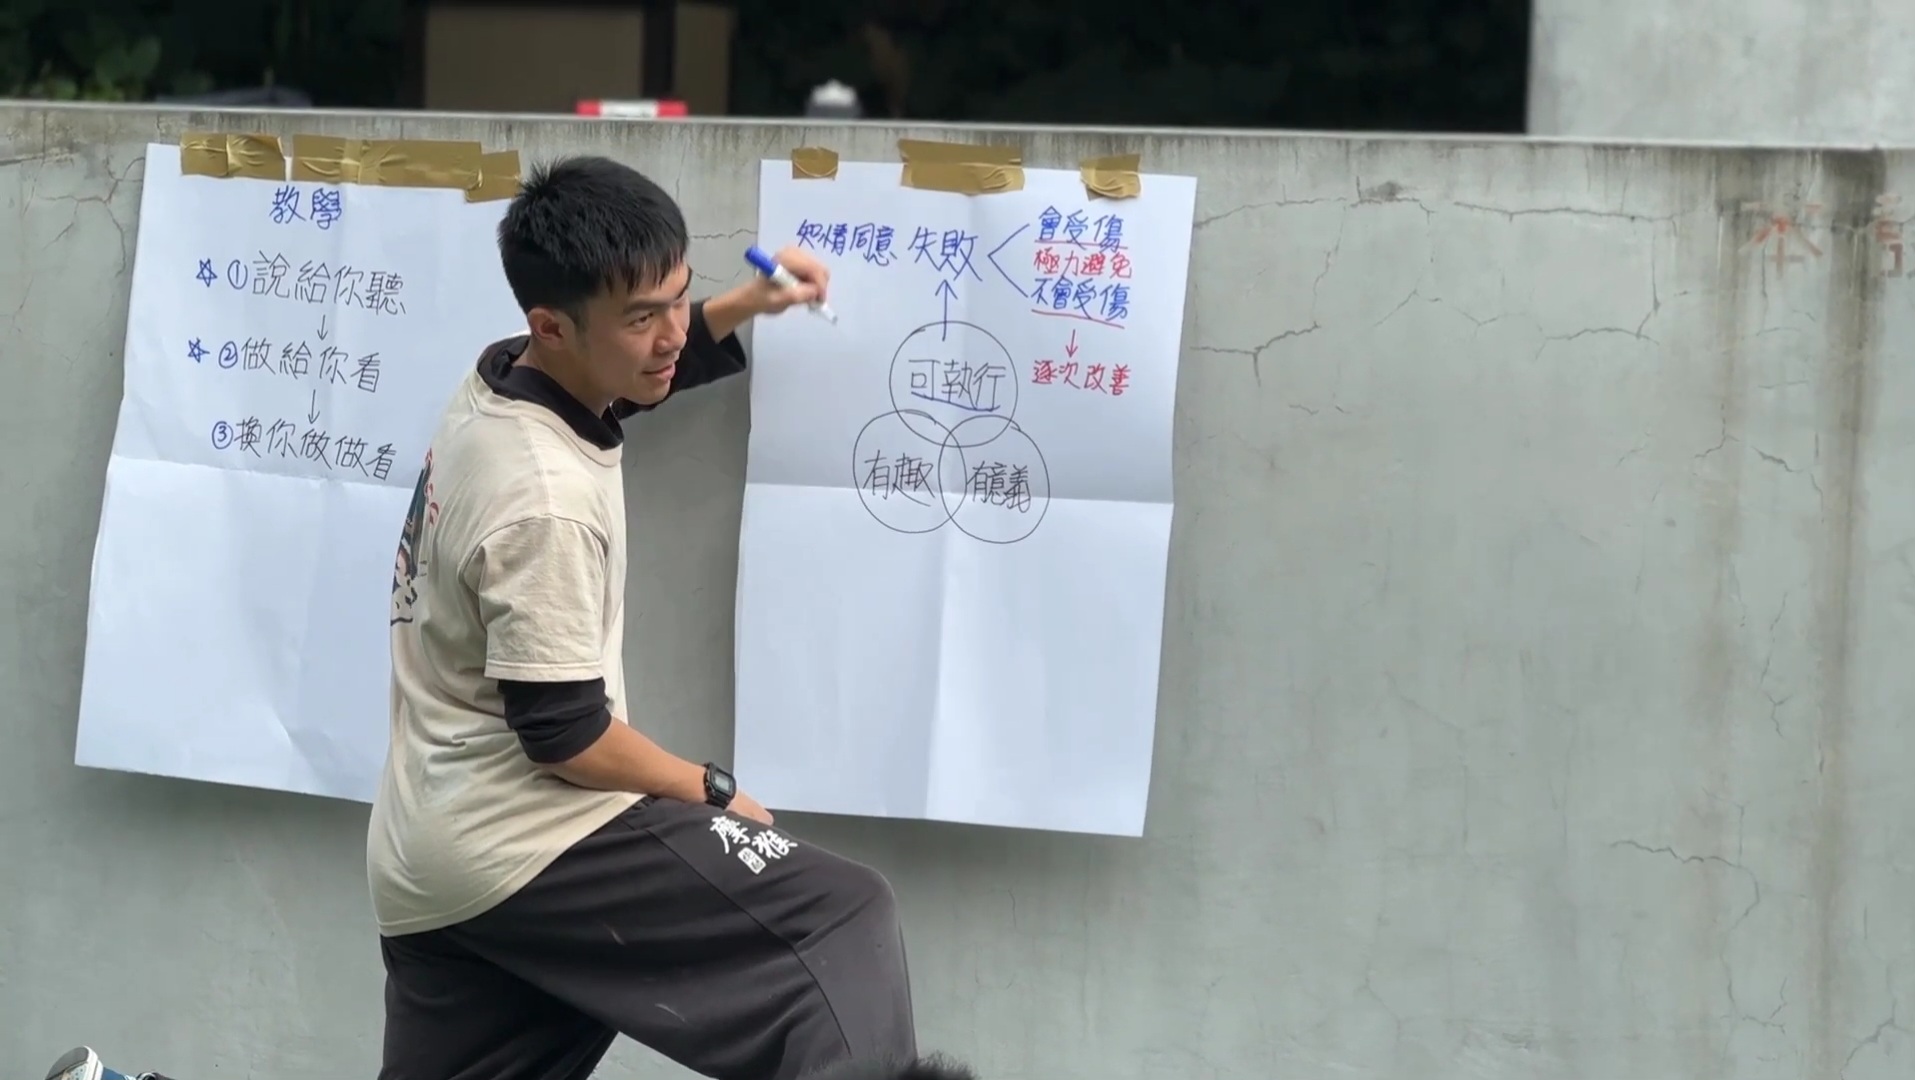 教學
☆①說給你聽
↓
☆②做給你看
↓
③換你做做看
知情同意 失敗
會受傷
極力避免
不會受傷
↓
逐次改善
可執行
有趣
有意義
摩猴